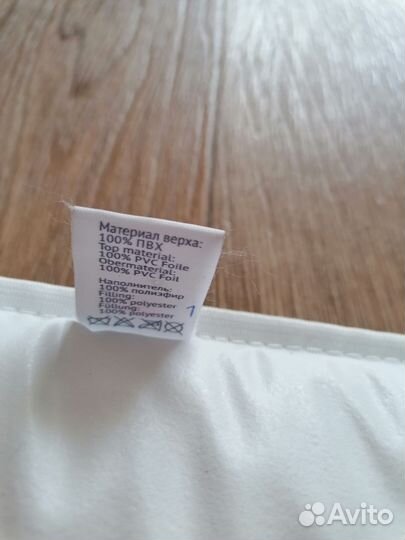 Материал верха:
100% ПВХ
Top material:
100% PVC Foile
Obermaterial:
100% PVC Foil
Наполнитель:
100% полиэфир
Filling:
100% polyester
Füllung:
100% polyester
1
Avito